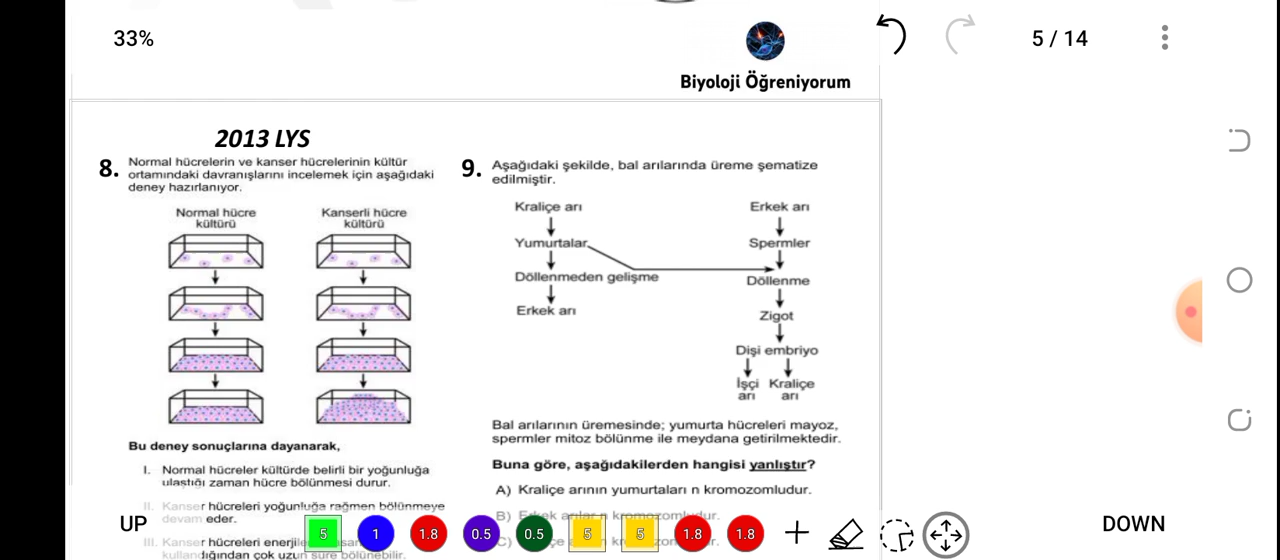 33%
5 / 14
Biyoloji Öğreniyorum
2013 LYS
8. Normal hücrelerin ve kanser hücrelerinin kültür
ortamındaki davranışlarını incelemek için aşağıdaki
deney hazırlanıyor.
Normal hücre
kültürü
Kanserli hücre
kültürü
Bu deney sonuçlarına dayanarak,
I. Normal hücreler kültürde belirli bir yoğunluğa
ulaştığı zaman hücre bölünmesi durur.
II. Kanser hücreleri yoğunluğa rağmen bölünmeye
devam eder.
III. Kanser hücreleri
kullandığından çok uzun süre bölünebilir.
9. Aşağıdaki şekilde, bal arılarında üreme şematize
edilmiştir.
Kraliçe arı
Yumurtalar
Döllenmeden gelişme
Erkek arı
Erkek arı
Spermler
Döllenme
Zigot
Dişi embriyo
İşçi
arı
Kraliçe
arı
Bal arılarının üremesinde; yumurta hücreleri mayoz,
spermler mitoz bölünme ile meydana getirilmektedir.
Buna göre, aşağıdakilerden hangisi yanlıştır?
A) Kraliçe arının yumurtaları n kromozomludur.
B) Erkek arılar n kromozomludur.
C)
UP
5
1
1.8
0.5
0.5
5
5
1.8
1.8
DOWN